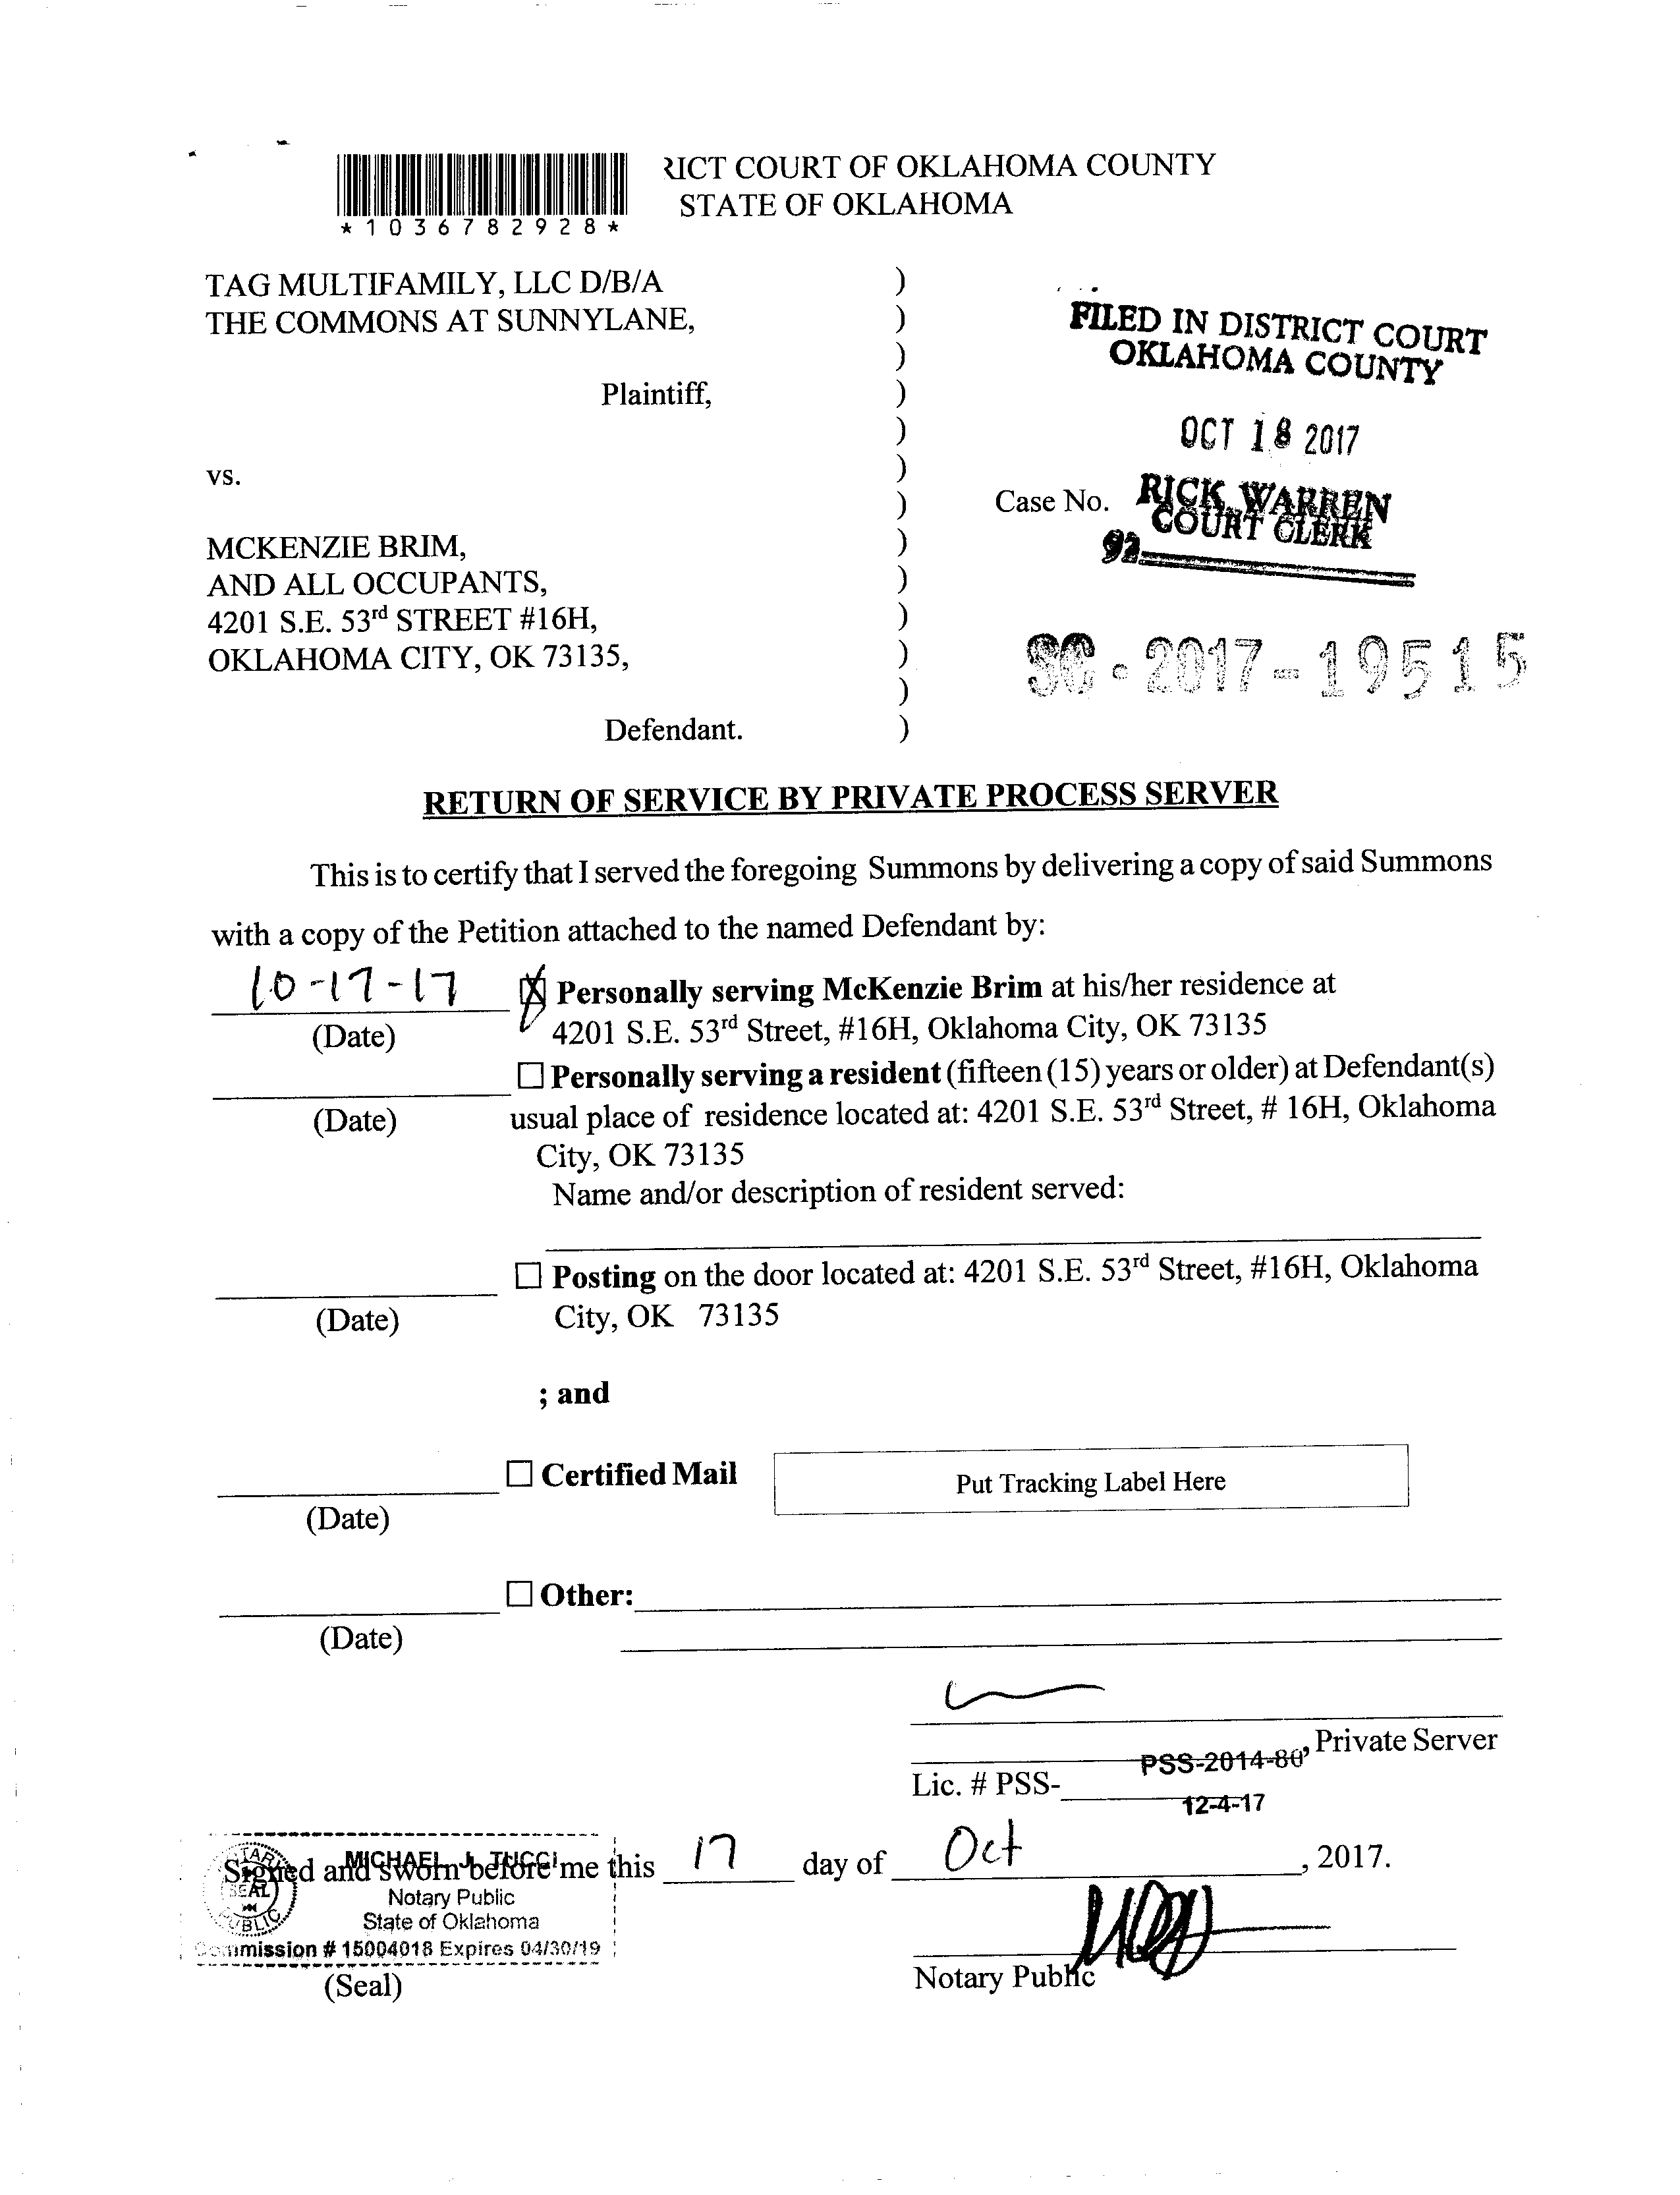 RICT COURT OF OKLAHOMA COUNTY
STATE OF OKLAHOMA
*1036782928*
TAG MULTIFAMILY, LLC D/B/A
THE COMMONS AT SUNNYLANE,
Plaintiff,
vs.
MCKENZIE BRIM,
AND ALL OCCUPANTS,
4201 S.E. 53rd STREET #16H,
OKLAHOMA CITY, OK 73135,
Defendant.
)
)
)
)
)
)
)
)
)
)
)
)
)
FILED IN DISTRICT COURT
OKLAHOMA COUNTY
OCT 18 2017
Case No. RICK WARREN
COURT CLERK
92
SC-2017-19515
RETURN OF SERVICE BY PRIVATE PROCESS SERVER
This is to certify that I served the foregoing Summons by delivering a copy of said Summons
with a copy of the Petition attached to the named Defendant by:
10-17-17 Personally serving McKenzie Brim at his/her residence at
(Date) 4201 S.E. 53rd Street, #16H, Oklahoma City, OK 73135
☐ Personally serving a resident (fifteen (15) years or older) at Defendant(s)
(Date) usual place of residence located at: 4201 S.E. 53rd Street, # 16H, Oklahoma
City, OK 73135
Name and/or description of resident served:
☐ Posting on the door located at: 4201 S.E. 53rd Street, #16H, Oklahoma
(Date) City, OK 73135
; and
☐ Certified Mail Put Tracking Label Here
(Date)
☐ Other:
(Date)
PSS-2014-80, Private Server
Lic. # PSS-
12-4-17
Signed and sworn before me this 17 day of Oct, 2017.
MICHAEL J. TUCCI
Notary Public
State of Oklahoma
Commission # 15004018 Expires 04/30/19
(Seal)
Notary Public